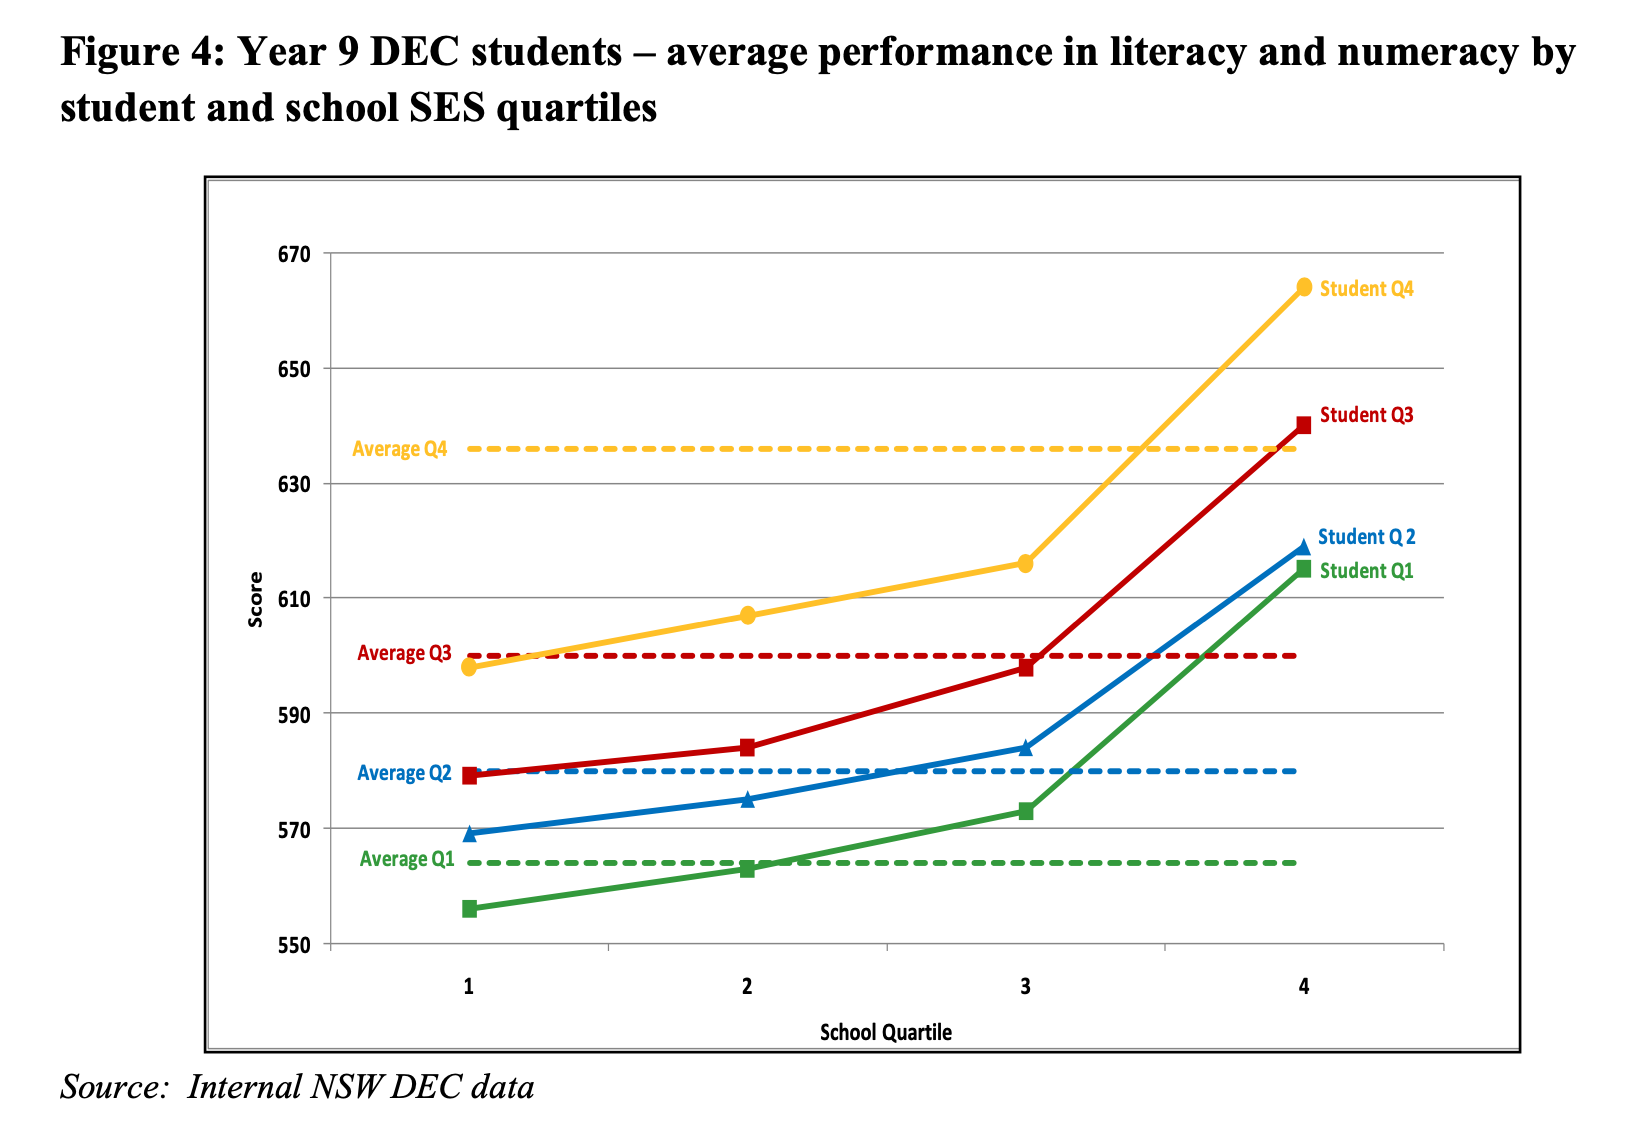 Figure 4: Year 9 DEC students – average performance in literacy and numeracy by
student and school SES quartiles
670
Student Q4
650
Student Q3
Average Q4
630
Student Q 2
Student Q1
610
Score
Average Q3
590
Average Q2
570
Average Q1
550
1 2 3 4
School Quartile
Source: Internal NSW DEC data